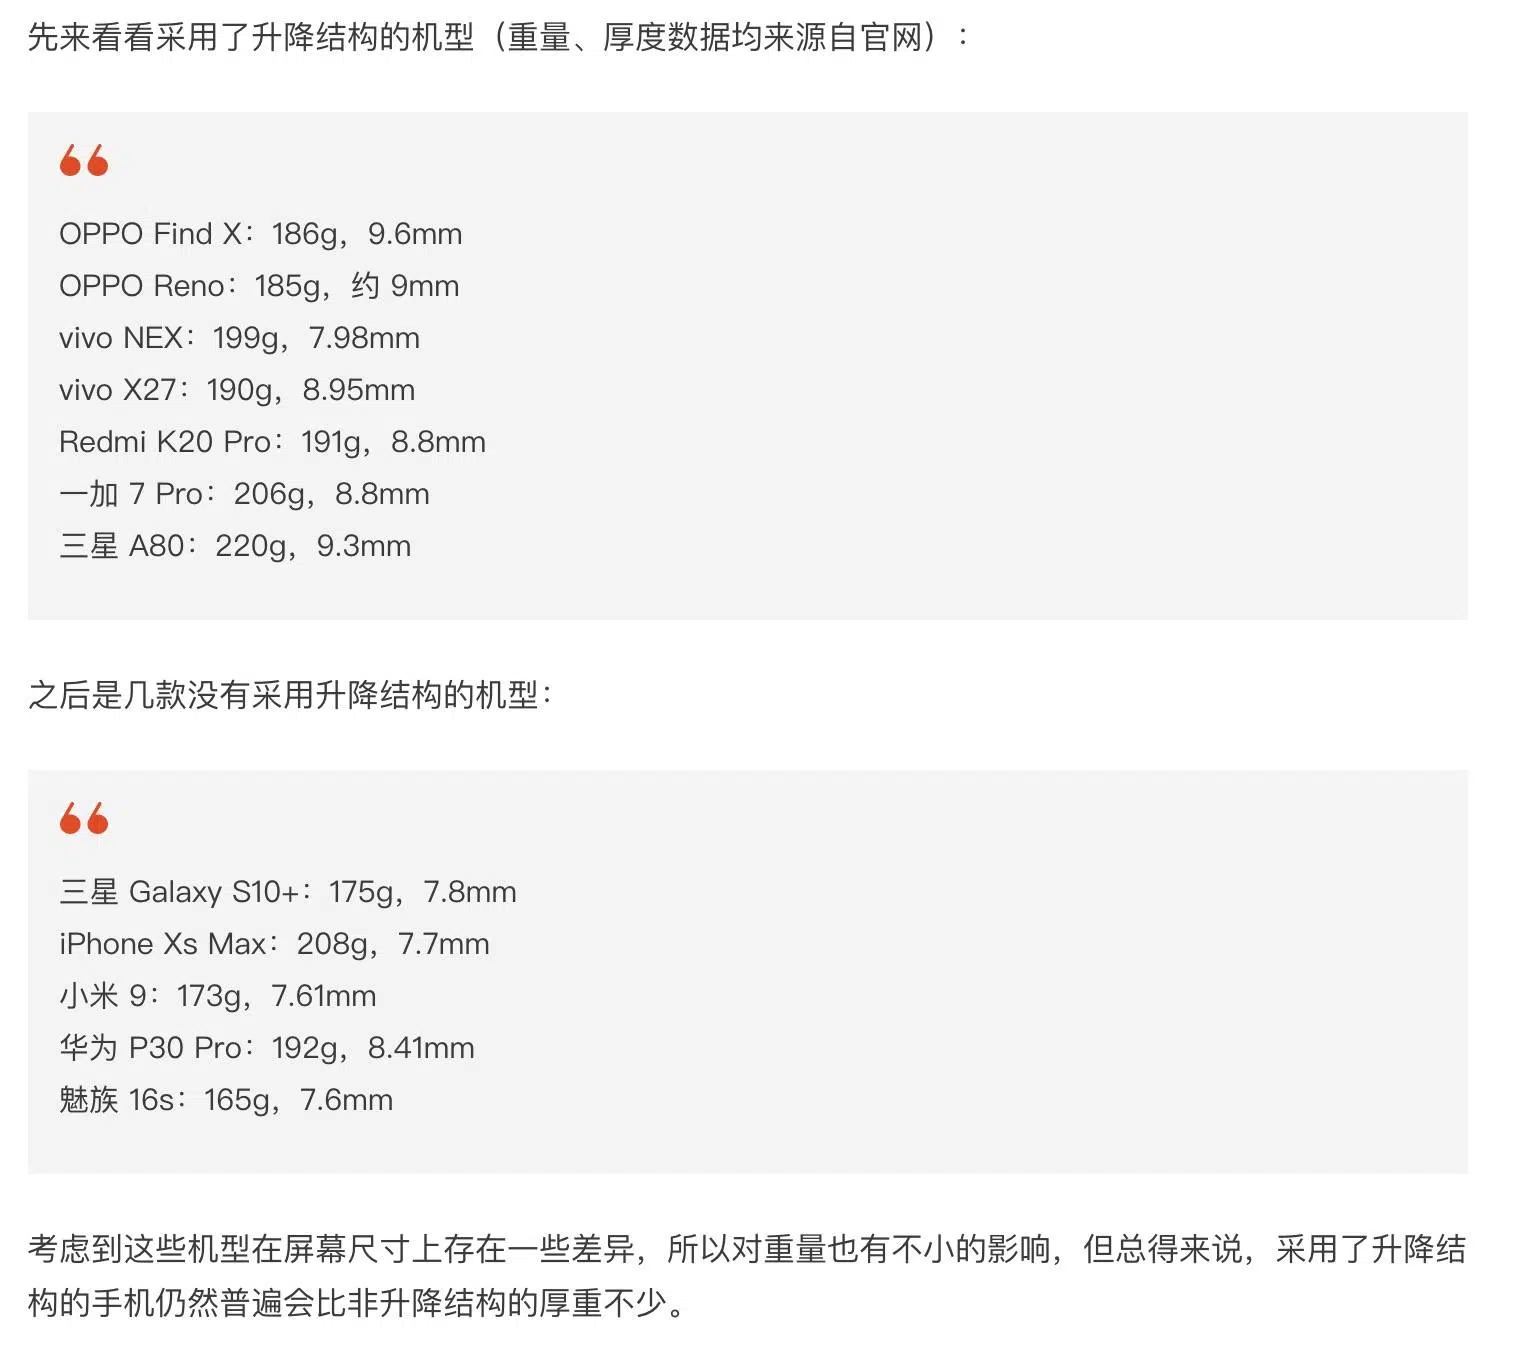 先来看看采用了升降结构的机型（重量、厚度数据均来源自官网）：
OPPO Find X：186g，9.6mm
OPPO Reno：185g，约 9mm
vivo NEX：199g，7.98mm
vivo X27：190g，8.95mm
Redmi K20 Pro：191g，8.8mm
一加 7 Pro：206g，8.8mm
三星 A80：220g，9.3mm
之后是几款没有采用升降结构的机型：
三星 Galaxy S10+：175g，7.8mm
iPhone Xs Max：208g，7.7mm
小米 9：173g，7.61mm
华为 P30 Pro：192g，8.41mm
魅族 16s：165g，7.6mm
考虑到这些机型在屏幕尺寸上存在一些差异，所以对重量也有不小的影响，但总得来说，采用了升降结
构的手机仍然普遍会比非升降结构的厚重不少。